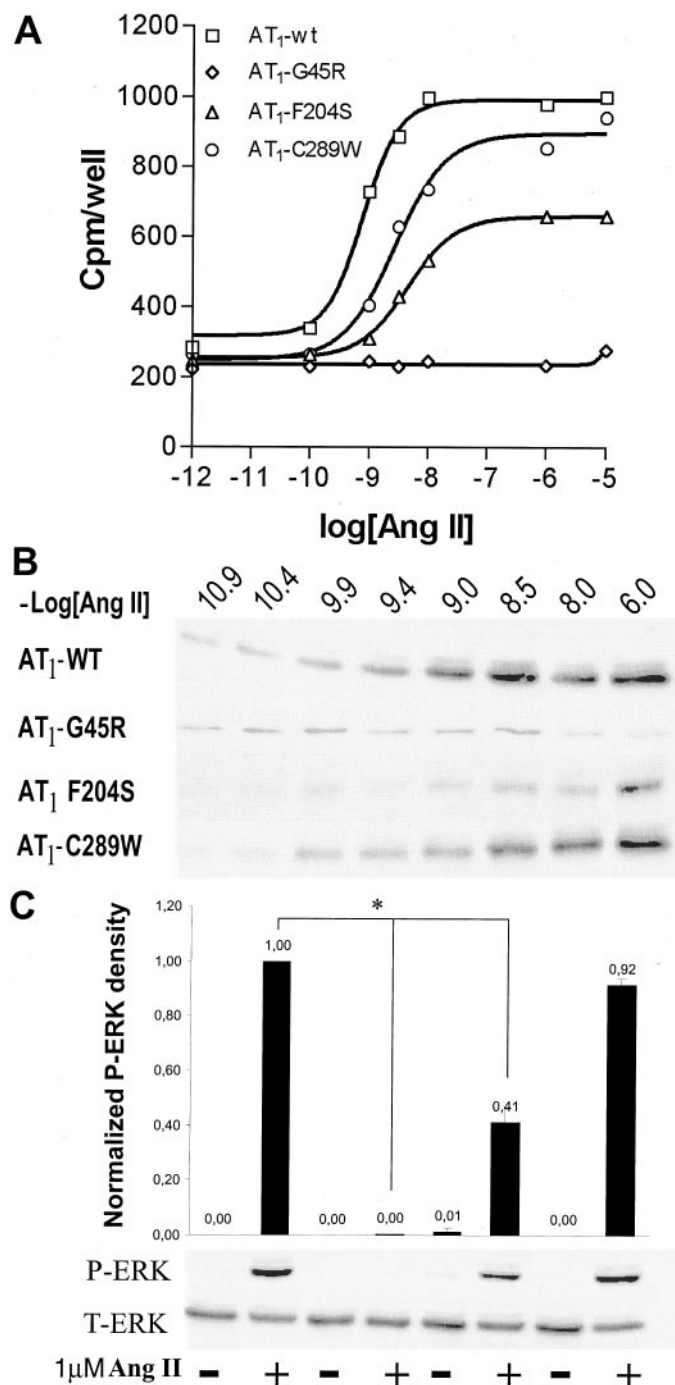 A
1200
1000
800
600
400
200
0
Cpm/well
AT₁-wt
AT₁-G45R
AT₁-F204S
AT₁-C289W
-12 -11 -10 -9 -8 -7 -6 -5
log[Ang II]
B
-Log[Ang II] 10.9 10.4 9.9 9.4 9.0 8.5 8.0 6.0
AT₁-WT
AT₁-G45R
AT₁ F204S
AT₁-C289W
C
Normalized P-ERK density
1,20
1,00
0,80
0,60
0,40
0,20
0,00
*
0,00 1,00 0,00 0,00 0,01 0,41 0,00 0,92
P-ERK
T-ERK
1μM Ang II - + - + - + - +